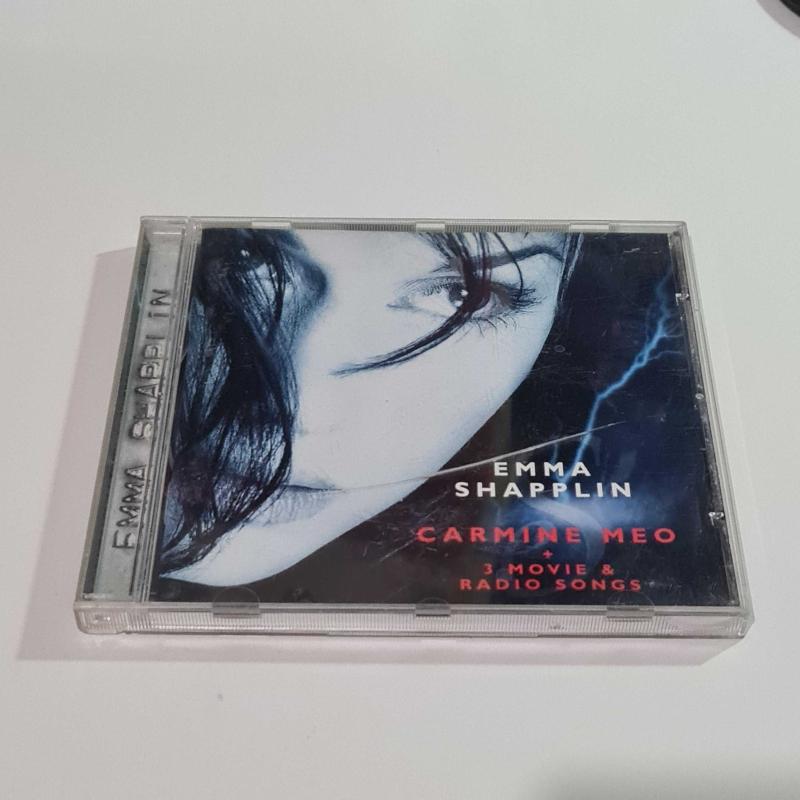 EMMA SHAPPLIN
EMMA
SHAPPLIN
CARMINE MEO
+
3 MOVIE &
RADIO SONGS